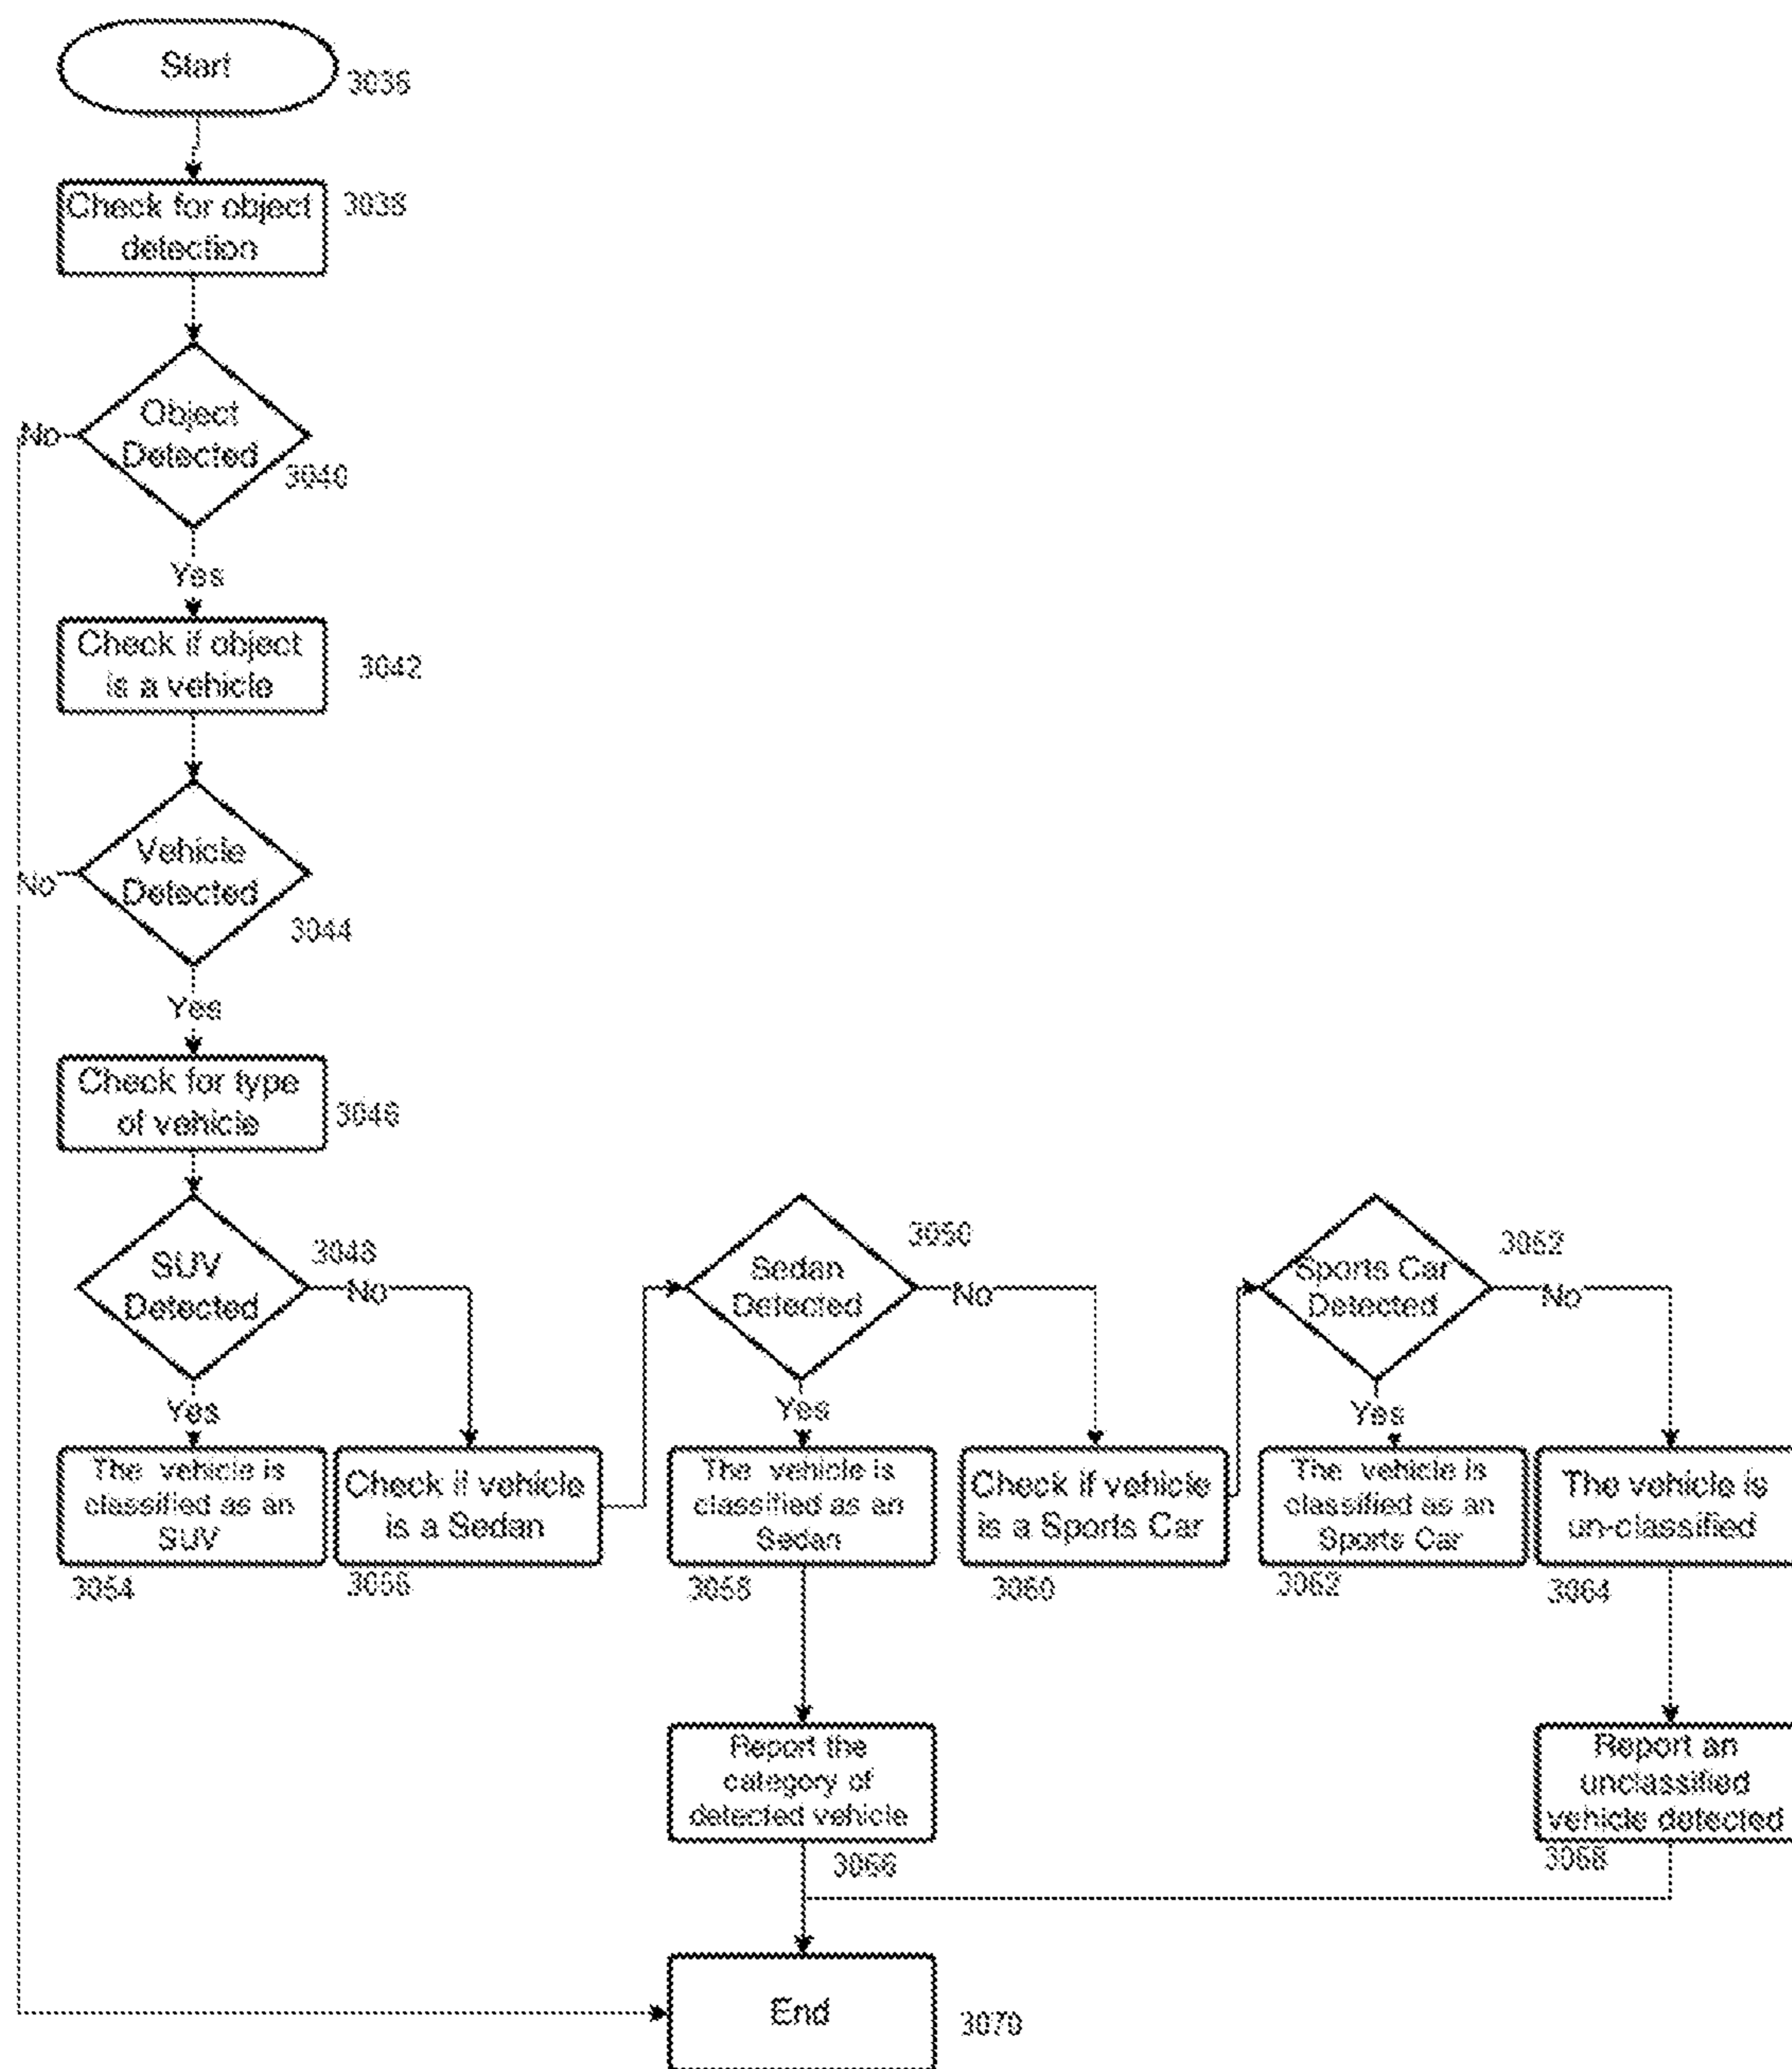 Start
3036
Check for object
detection
3038
Object
Detected
No
3040
Yes
Check if object
is a vehicle
3042
Vehicle
Detected
No
3044
Yes
Check for type
of vehicle
3046
SUV
Detected
3048
No
Yes
Sedan
Detected
3050
No
Yes
Sports Car
Detected
3052
No
Yes
The vehicle is
classified as an
SUV
3054
Check if vehicle
is a Sedan
3056
The vehicle is
classified as an
Sedan
3058
Check if vehicle
is a Sports Car
3060
The vehicle is
classified as an
Sports Car
3062
The vehicle is
un-classified
3064
Report the
category of
detected vehicle
3066
Report an
unclassified
vehicle detected
3068
End
3070